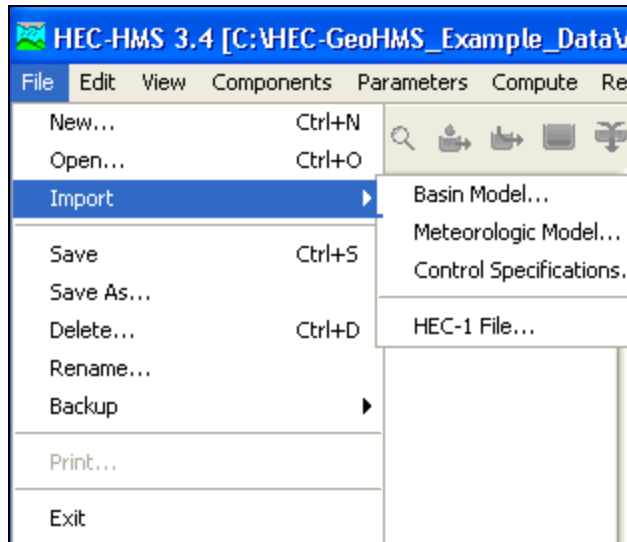 HEC-HMS 3.4 [C:\HEC-GeoHMS_Example_Data\
File Edit View Components Parameters Compute Re
New... Ctrl+N
Open... Ctrl+O
Import
Basin Model...
Meteorologic Model...
Control Specifications.
HEC-1 File...
Save Ctrl+S
Save As...
Delete... Ctrl+D
Rename...
Backup
Print...
Exit